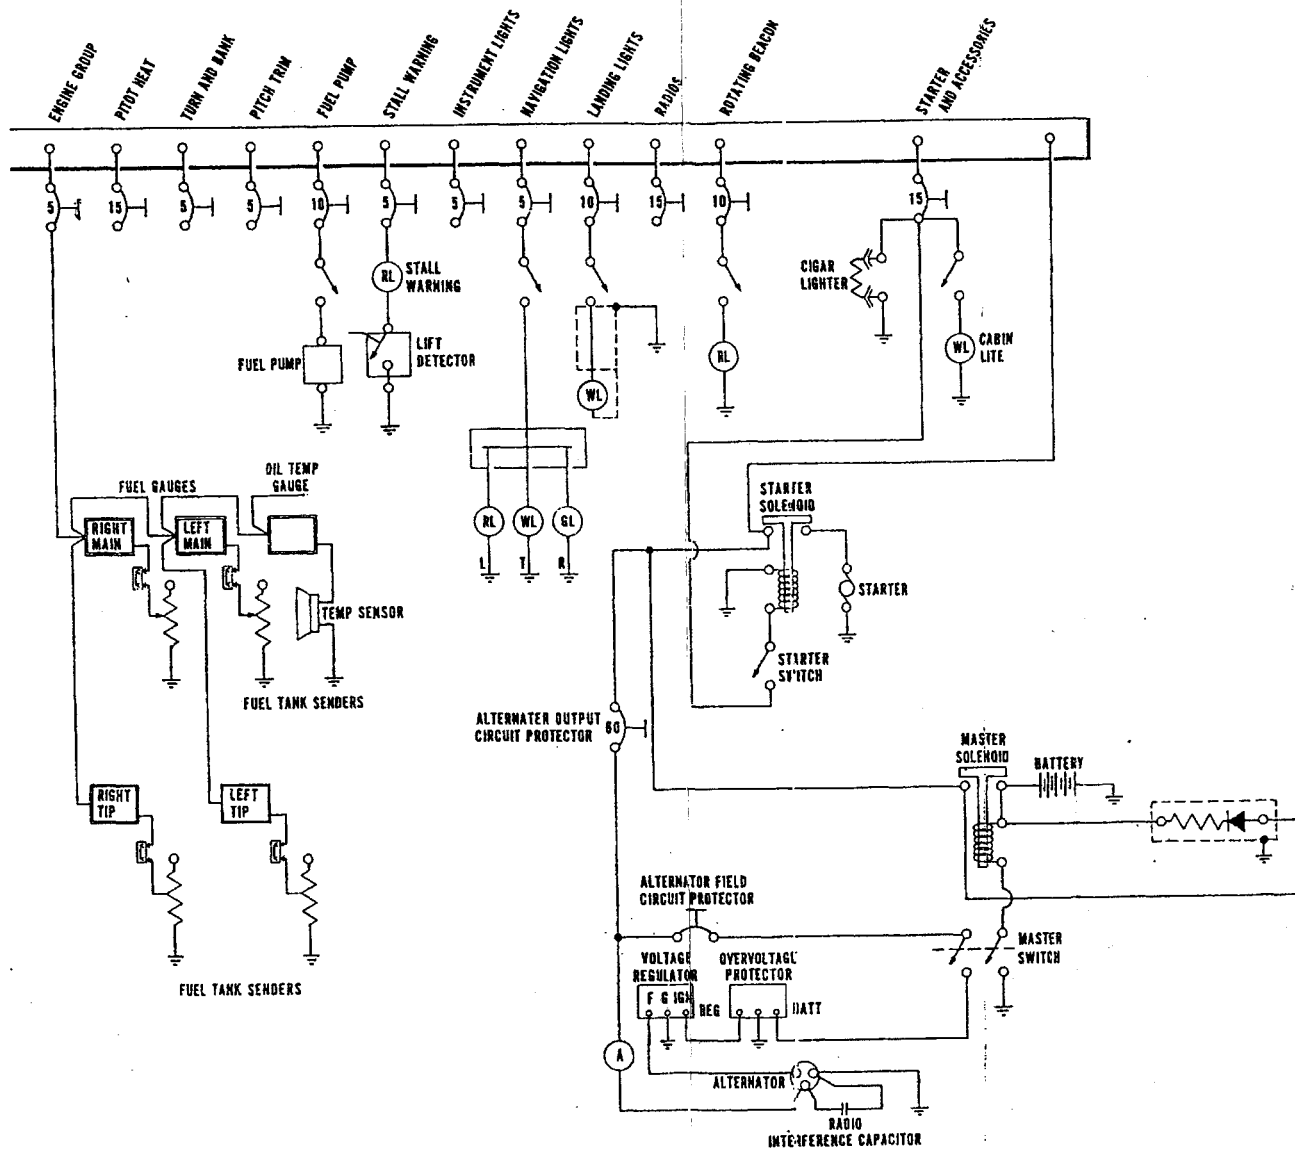 ENGINE GROUP
PITOT HEAT
TURN AND BANK
PITCH TRIM
FUEL PUMP
STALL WARNING
INSTRUMENT LIGHTS
NAVIGATION LIGHTS
LANDING LIGHTS
RADIOS
ROTATING BEACON
STARTER
AND ACCESSORIES
5
15
5
5
10
5
5
5
10
15
10
15
RL
STALL
WARNING
CIGAR
LIGHTER
FUEL PUMP
LIFT
DETECTOR
WL
RL
WL
CABIN
LITE
FUEL GAUGES
OIL TEMP
GAUGE
RIGHT
MAIN
LEFT
MAIN
RL
WL
GL
L
T
R
STARTER
SOLENOID
STARTER
TEMP SENSOR
STARTER
SWITCH
FUEL TANK SENDERS
ALTERNATER OUTPUT
CIRCUIT PROTECTOR
60
MASTER
SOLENOID
BATTERY
RIGHT
TIP
LEFT
TIP
ALTERNATOR FIELD
CIRCUIT PROTECTOR
MASTER
SWITCH
VOLTAGE
REGULATOR
OVERVOLTAGE
PROTECTOR
F G IGN
REG
BATT
FUEL TANK SENDERS
A
ALTERNATOR
RADIO
INTERFERENCE CAPACITOR